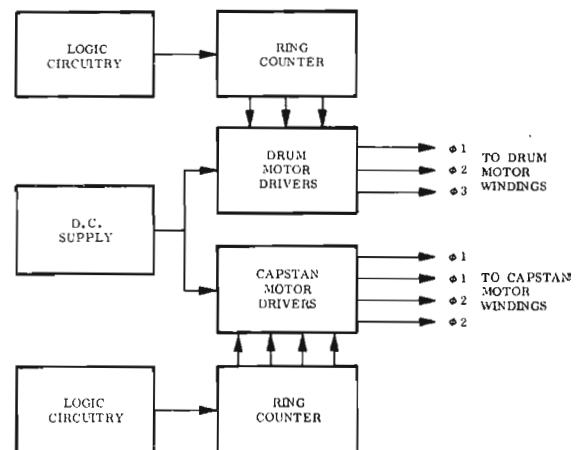 LOGIC
CIRCUITRY
RING
COUNTER
DRUM
MOTOR
DRIVERS
φ 1
φ 2
φ 3
TO DRUM
MOTOR
WINDINGS
D.C.
SUPPLY
CAPSTAN
MOTOR
DRIVERS
φ 1
φ 1
φ 2
φ 2
TO CAPSTAN
MOTOR
WINDINGS
LOGIC
CIRCUITRY
RING
COUNTER